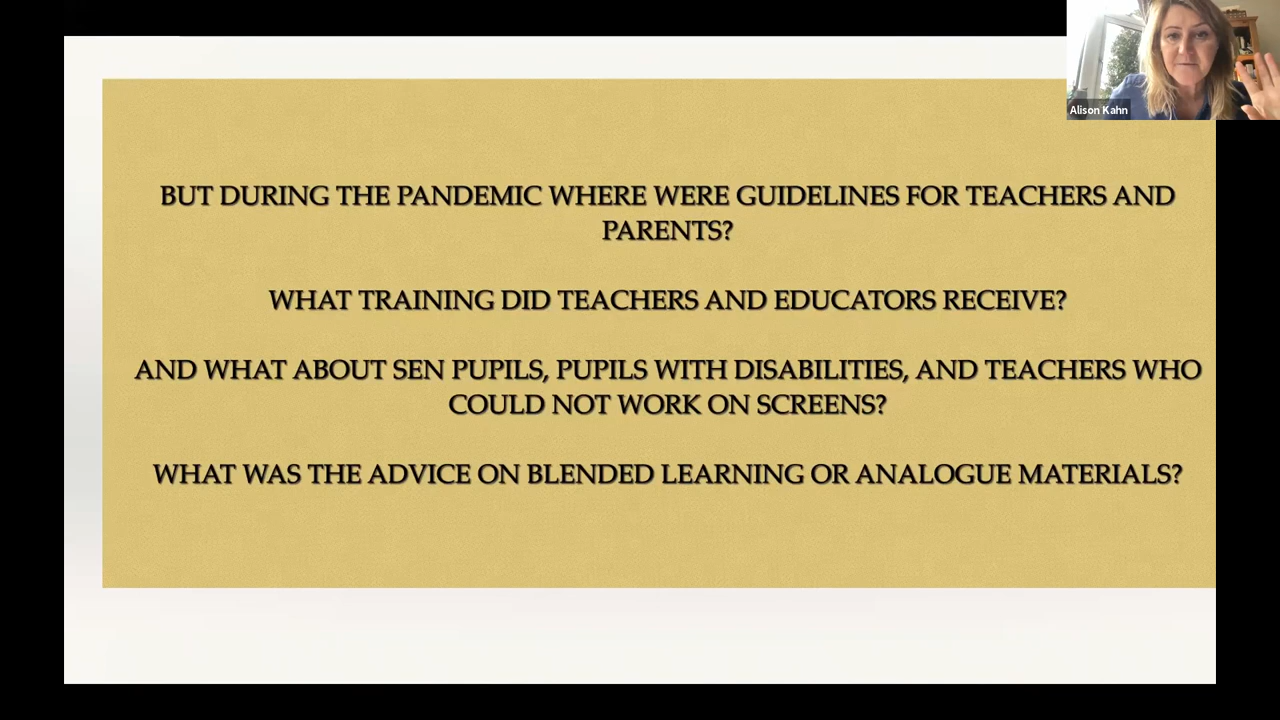 Alison Kahn
BUT DURING THE PANDEMIC WHERE WERE GUIDELINES FOR TEACHERS AND
PARENTS?
WHAT TRAINING DID TEACHERS AND EDUCATORS RECEIVE?
AND WHAT ABOUT SEN PUPILS, PUPILS WITH DISABILITIES, AND TEACHERS WHO
COULD NOT WORK ON SCREENS?
WHAT WAS THE ADVICE ON BLENDED LEARNING OR ANALOGUE MATERIALS?